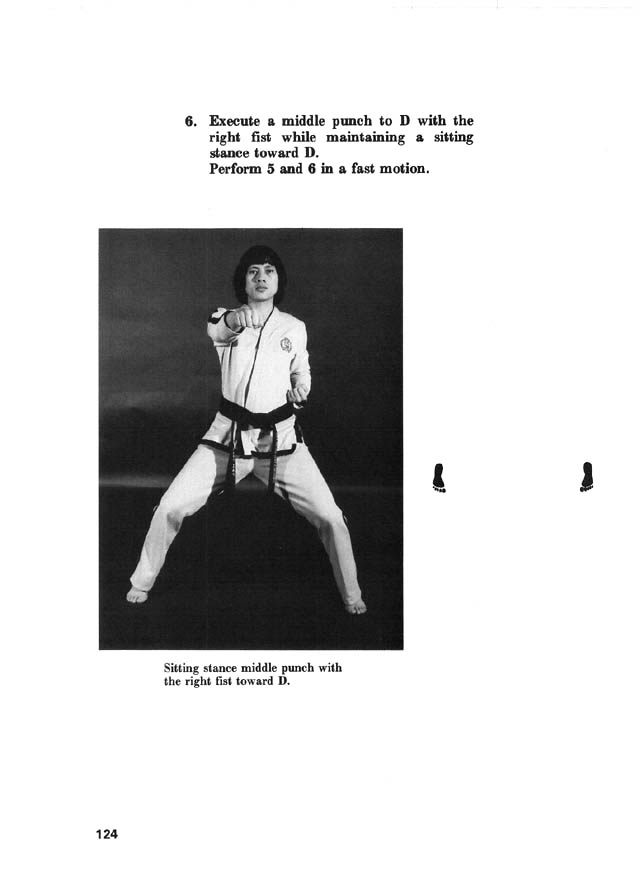 6. Execute a middle punch to D with the
right fist while maintaining a sitting
stance toward D.
Perform 5 and 6 in a fast motion.
Sitting stance middle punch with
the right fist toward D.
124